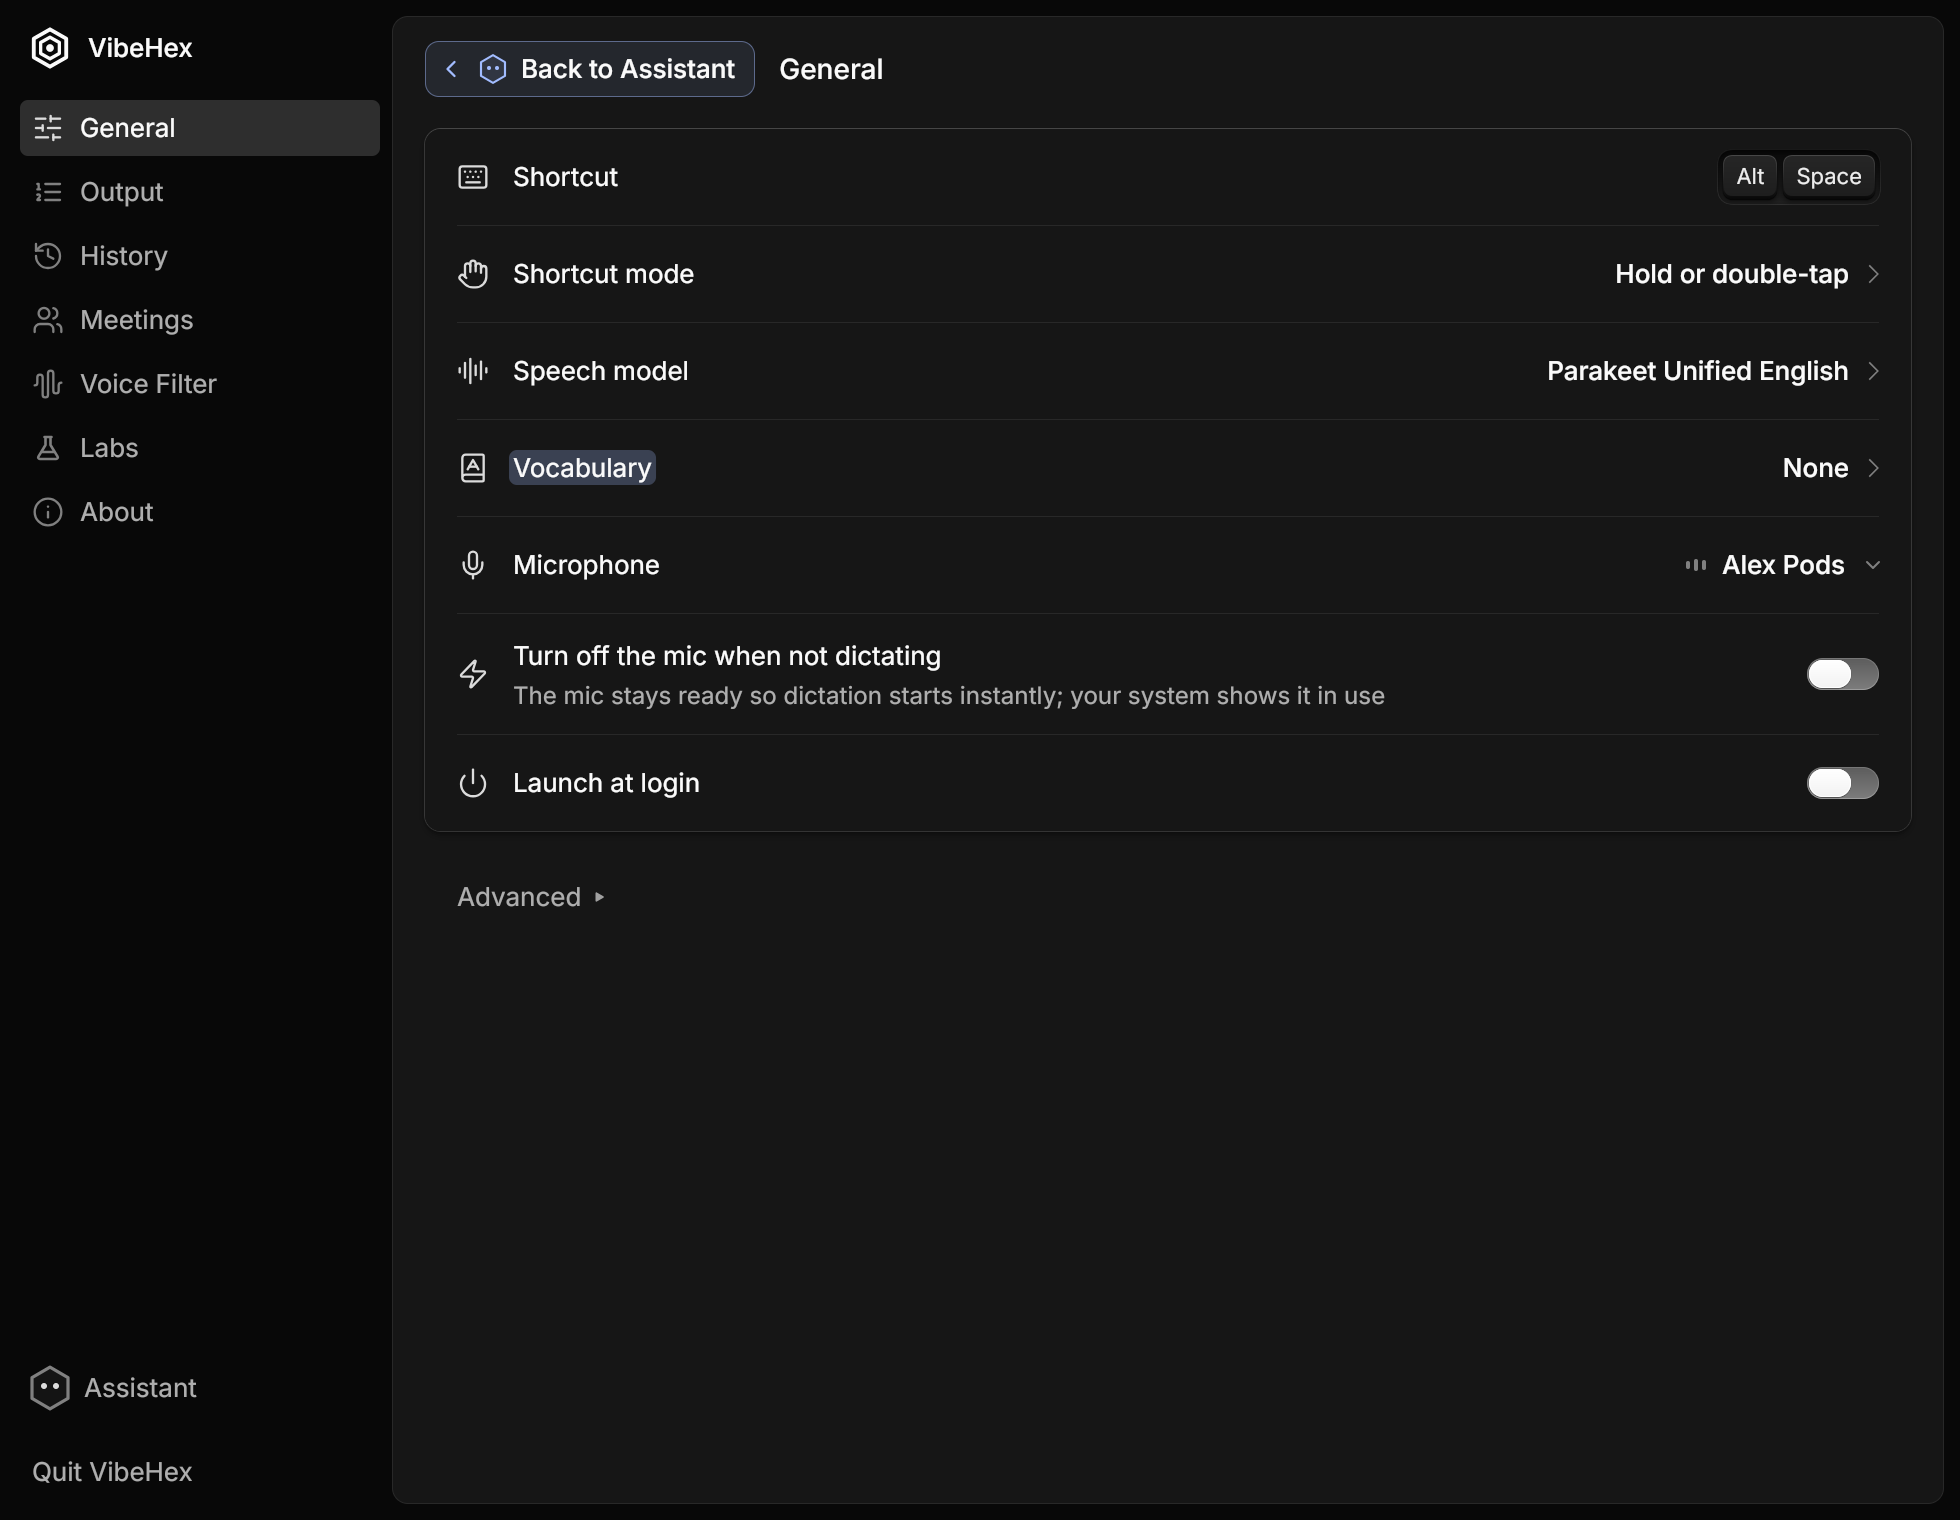 VibeHex
General
Output
History
Meetings
Voice Filter
Labs
About
Assistant
Quit VibeHex
Back to Assistant
General
Shortcut
Alt Space
Shortcut mode
Hold or double-tap
Speech model
Parakeet Unified English
Vocabulary
None
Microphone
Alex Pods
Turn off the mic when not dictating
The mic stays ready so dictation starts instantly; your system shows it in use
Launch at login
Advanced